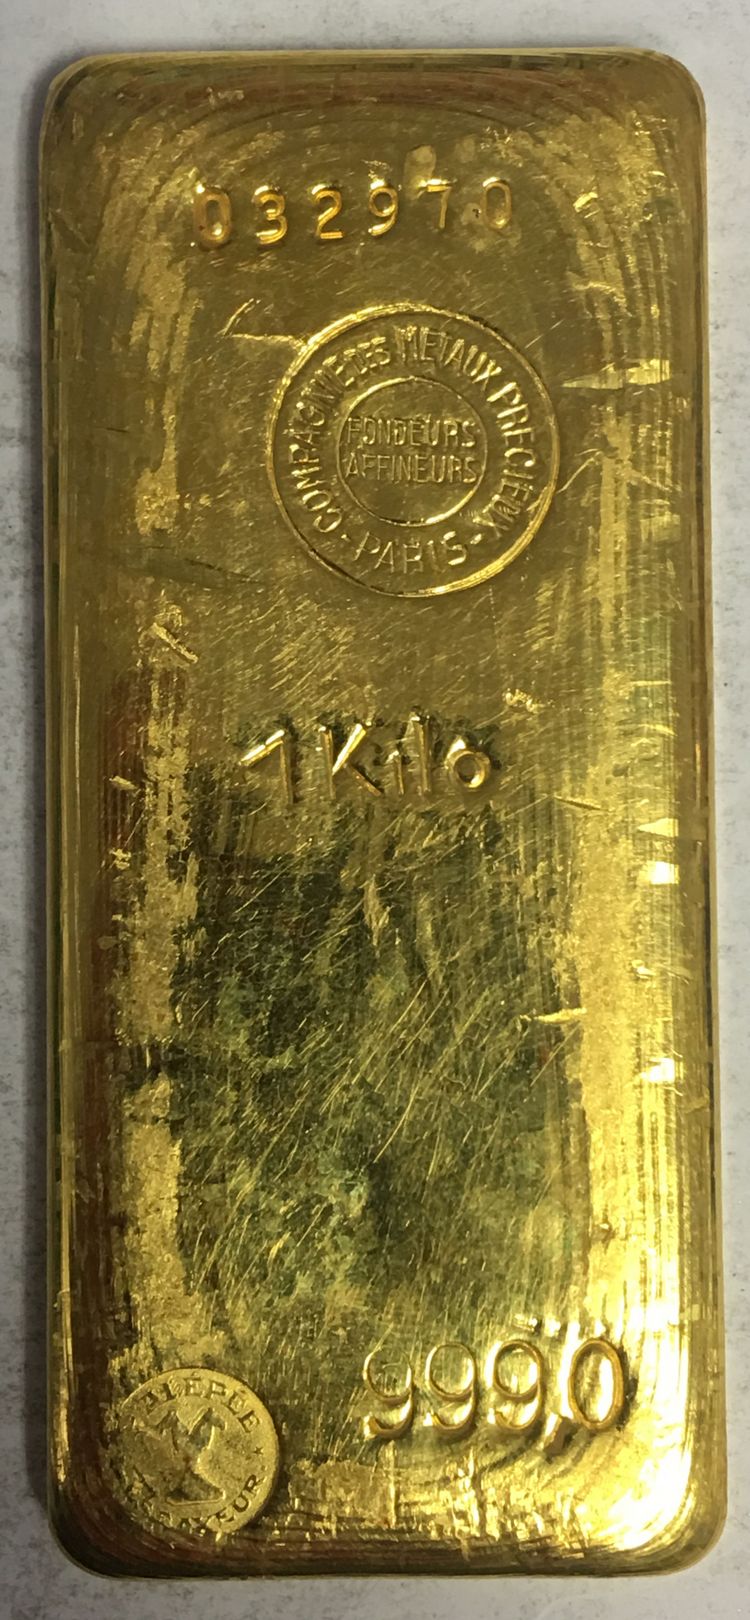 032970
COMPAGNIE DES METAUX PRECIEUX
FONDEURS
AFFINEURS
- PARIS -
1 Kilo
999,0